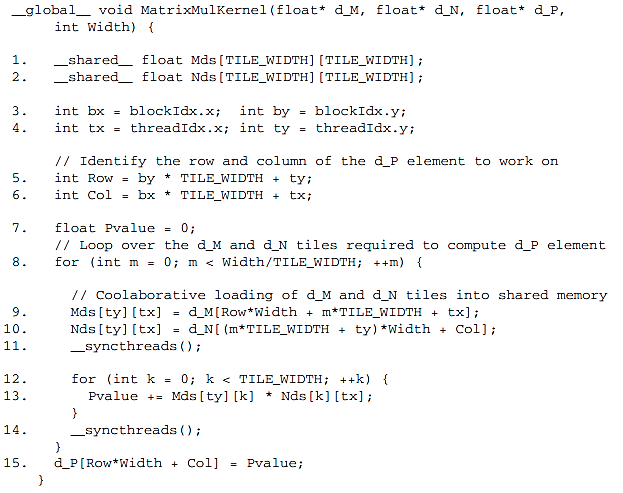 __global__ void MatrixMulKernel(float* d_M, float* d_N, float* d_P,
int Width) {
1. __shared__ float Mds[TILE_WIDTH][TILE_WIDTH];
2. __shared__ float Nds[TILE_WIDTH][TILE_WIDTH];
3. int bx = blockIdx.x; int by = blockIdx.y;
4. int tx = threadIdx.x; int ty = threadIdx.y;
// Identify the row and column of the d_P element to work on
5. int Row = by * TILE_WIDTH + ty;
6. int Col = bx * TILE_WIDTH + tx;
7. float Pvalue = 0;
// Loop over the d_M and d_N tiles required to compute d_P element
8. for (int m = 0; m < Width/TILE_WIDTH; ++m) {
// Coolaborative loading of d_M and d_N tiles into shared memory
9. Mds[ty][tx] = d_M[Row*Width + m*TILE_WIDTH + tx];
10. Nds[ty][tx] = d_N[(m*TILE_WIDTH + ty)*Width + Col];
11. __syncthreads();
12. for (int k = 0; k < TILE_WIDTH; ++k) {
13. Pvalue += Mds[ty][k] * Nds[k][tx];
}
14. __syncthreads();
}
15. d_P[Row*Width + Col] = Pvalue;
}